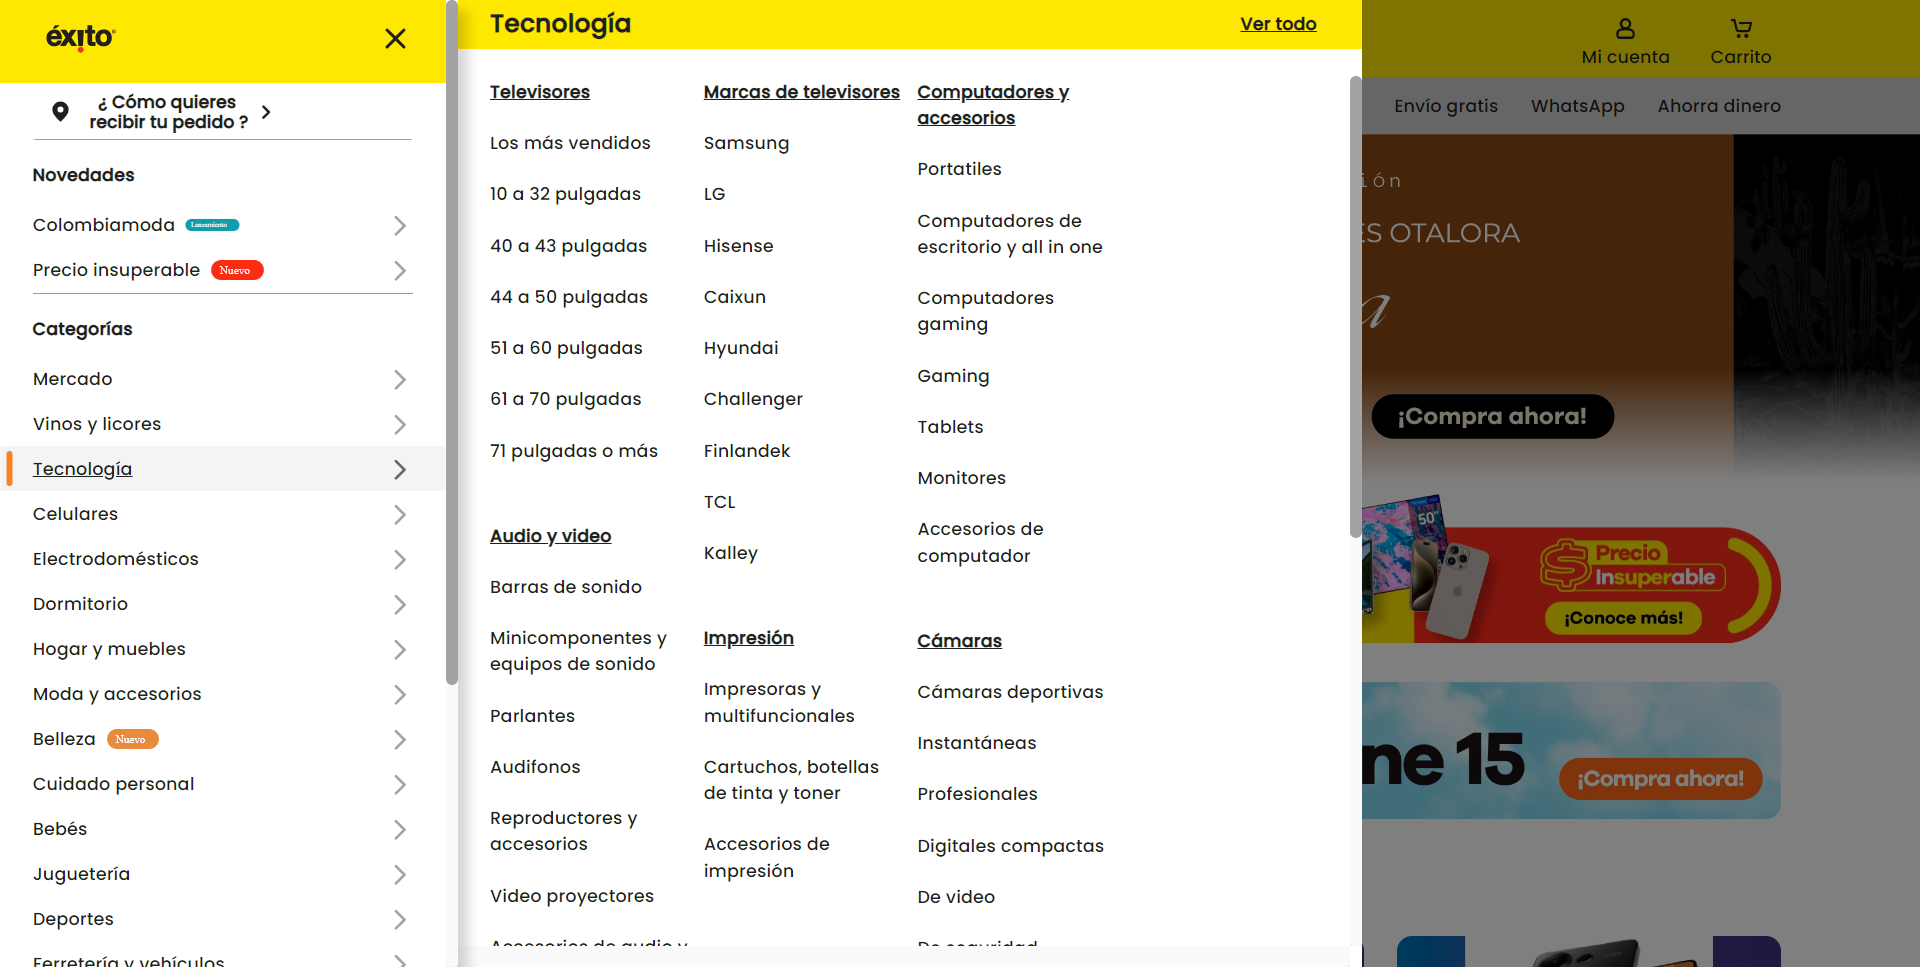 éxito
¿ Cómo quieres
recibir tu pedido ?
Novedades
Colombiamoda Lanzamiento
Precio insuperable Nuevo
Categorías
Mercado
Vinos y licores
Tecnología
Celulares
Electrodomésticos
Dormitorio
Hogar y muebles
Moda y accesorios
Belleza Nuevo
Cuidado personal
Bebés
Juguetería
Deportes
Ferretería y vehículos
Tecnología
Ver todo
Televisores
Los más vendidos
10 a 32 pulgadas
40 a 43 pulgadas
44 a 50 pulgadas
51 a 60 pulgadas
61 a 70 pulgadas
71 pulgadas o más
Audio y video
Barras de sonido
Minicomponentes y
equipos de sonido
Parlantes
Audifonos
Reproductores y
accesorios
Video proyectores
Accesorios de audio y
Marcas de televisores
Samsung
LG
Hisense
Caixun
Hyundai
Challenger
Finlandek
TCL
Kalley
Impresión
Impresoras y
multifuncionales
Cartuchos, botellas
de tinta y toner
Accesorios de
impresión
Computadores y
accesorios
Portatiles
Computadores de
escritorio y all in one
Computadores
gaming
Gaming
Tablets
Monitores
Accesorios de
computador
Cámaras
Cámaras deportivas
Instantáneas
Profesionales
Digitales compactas
De video
De seguridad
Mi cuenta
Carrito
Envío gratis
WhatsApp
Ahorra dinero
ión
ES OTALORA
a
¡Compra ahora!
50"
Precio
Insuperable
¡Conoce más!
ne 15
¡Compra ahora!